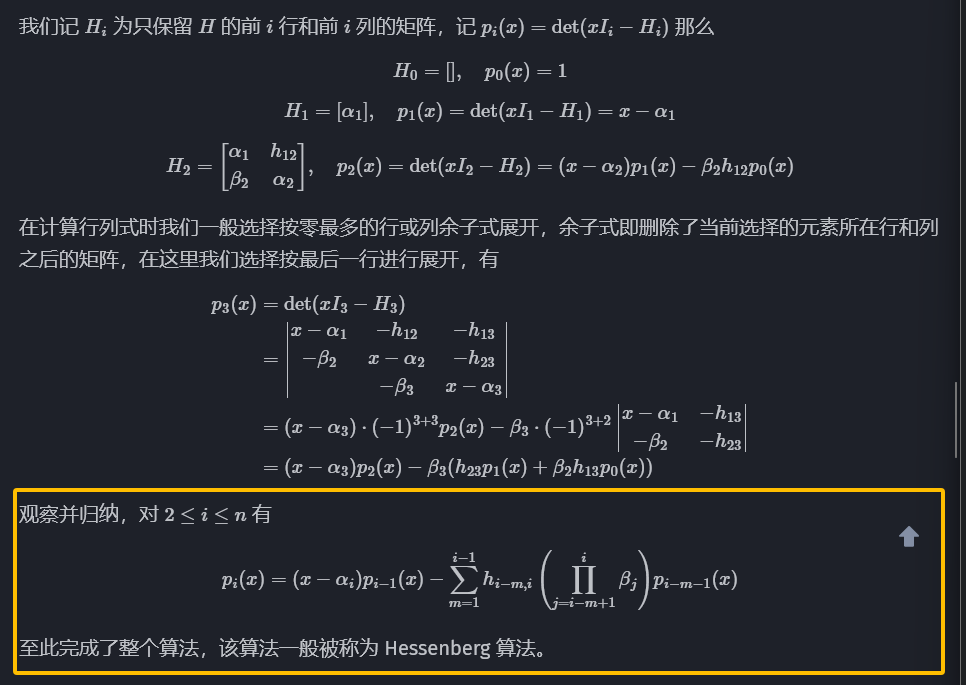 我们记 $H_i$ 为只保留 $H$ 的前 $i$ 行和前 $i$ 列的矩阵，记 $p_i(x) = \det(xI_i - H_i)$ 那么
$H_0 = [], \quad p_0(x) = 1$
$H_1 = [\alpha_1], \quad p_1(x) = \det(xI_1 - H_1) = x - \alpha_1$
$H_2 = \begin{bmatrix} \alpha_1 & h_{12} \\ \beta_2 & \alpha_2 \end{bmatrix}, \quad p_2(x) = \det(xI_2 - H_2) = (x - \alpha_2)p_1(x) - \beta_2 h_{12} p_0(x)$
在计算行列式时我们一般选择按零最多的行或列余子式展开，余子式即删除了当前选择的元素所在行和列
之后的矩阵，在这里我们选择按最后一行进行展开，有
$p_3(x) = \det(xI_3 - H_3)$
$= \begin{vmatrix} x - \alpha_1 & -h_{12} & -h_{13} \\ -\beta_2 & x - \alpha_2 & -h_{23} \\ & -\beta_3 & x - \alpha_3 \end{vmatrix}$
$= (x - \alpha_3) \cdot (-1)^{3+3} p_2(x) - \beta_3 \cdot (-1)^{3+2} \begin{vmatrix} x - \alpha_1 & -h_{13} \\ -\beta_2 & -h_{23} \end{vmatrix}$
$= (x - \alpha_3)p_2(x) - \beta_3(h_{23}p_1(x) + \beta_2 h_{13} p_0(x))$
观察并归纳，对 $2 \le i \le n$ 有
$p_i(x) = (x - \alpha_i)p_{i-1}(x) - \sum_{m=1}^{i-1} h_{i-m,i} \left( \prod_{j=i-m+1}^{i} \beta_j \right) p_{i-m-1}(x)$
至此完成了整个算法，该算法一般被称为 Hessenberg 算法。